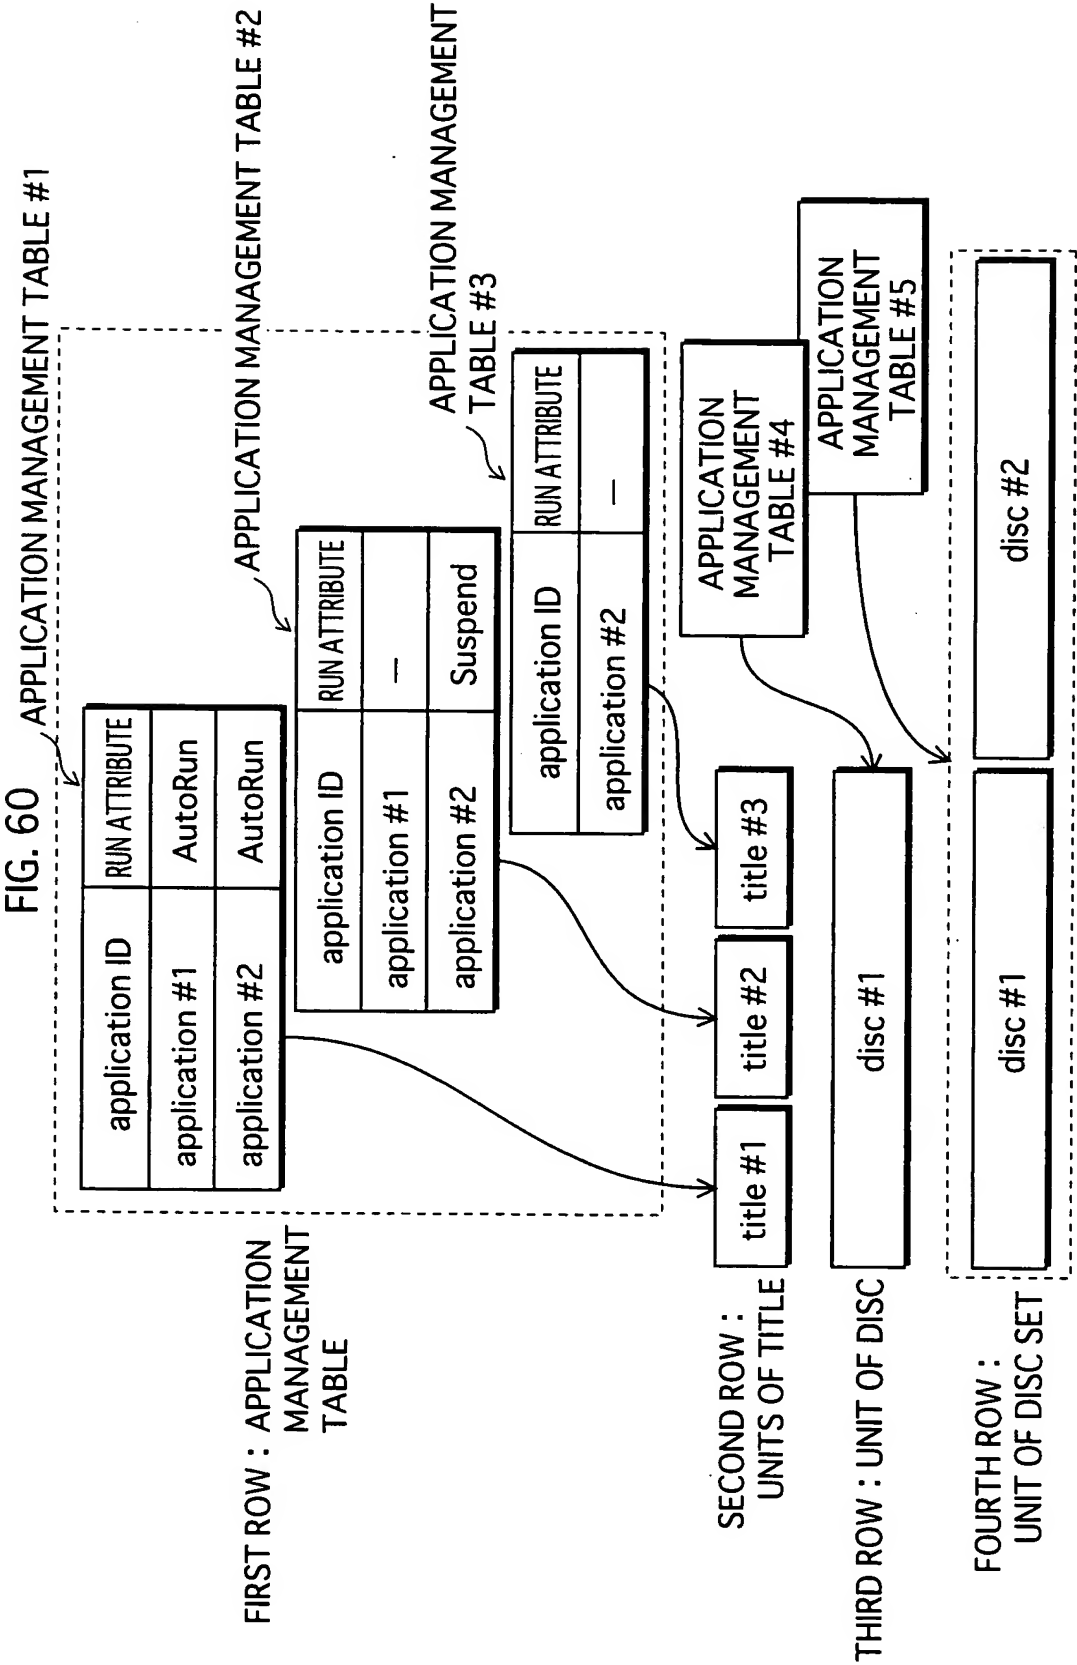 FIG. 60
APPLICATION MANAGEMENT TABLE #1
APPLICATION MANAGEMENT TABLE #2
APPLICATION MANAGEMENT
TABLE #3
FIRST ROW : APPLICATION
MANAGEMENT
TABLE
application ID RUN ATTRIBUTE
application #1 AutoRun
application #2 AutoRun
application ID RUN ATTRIBUTE
application #1 —
application #2 Suspend
application ID RUN ATTRIBUTE
application #2 —
APPLICATION
MANAGEMENT
TABLE #4
APPLICATION
MANAGEMENT
TABLE #5
SECOND ROW :
UNITS OF TITLE
title #1 title #2 title #3
THIRD ROW : UNIT OF DISC
disc #1
FOURTH ROW :
UNIT OF DISC SET
disc #1 disc #2